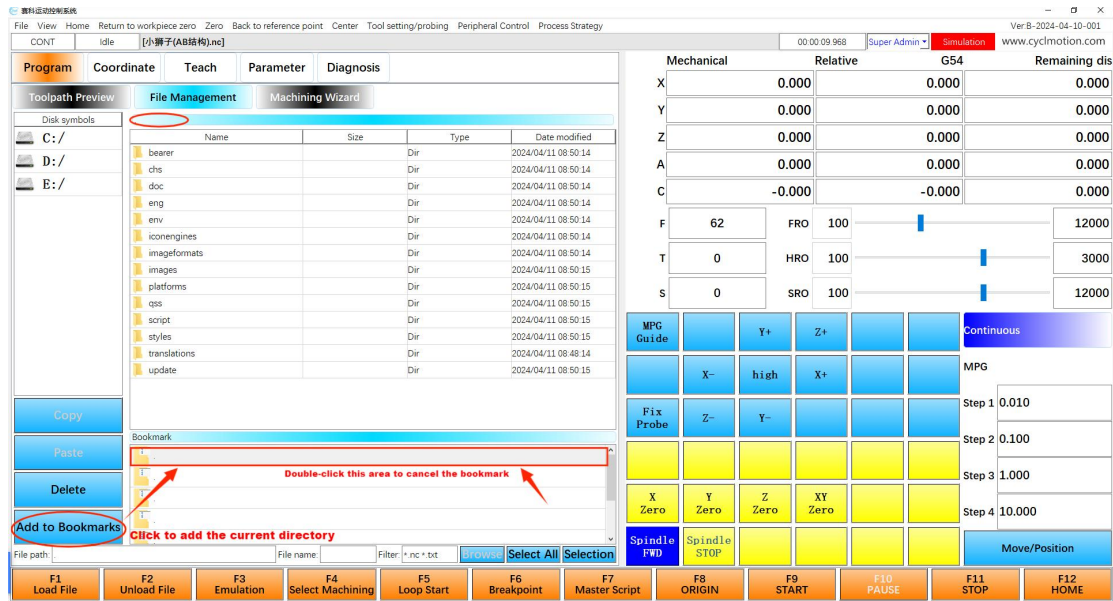 赛科运动控制系统
File View Home Return to workpiece zero Zero Back to reference point Center Tool setting/probing Peripheral Control Process Strategy Ver:B-2024-04-10-001
CONT Idle [小狮子(AB结构).nc] 00:00:09.968 Super Admin Simulation www.cyclmotion.com
Program Coordinate Teach Parameter Diagnosis
Toolpath Preview File Management Machining Wizard
Disk symbols
C:/
D:/
E:/
Name Size Type Date modified
bearer Dir 2024/04/11 08:50:14
chs Dir 2024/04/11 08:50:14
doc Dir 2024/04/11 08:50:14
eng Dir 2024/04/11 08:50:14
env Dir 2024/04/11 08:50:14
iconengines Dir 2024/04/11 08:50:14
imageformats Dir 2024/04/11 08:50:14
images Dir 2024/04/11 08:50:15
platforms Dir 2024/04/11 08:50:15
qss Dir 2024/04/11 08:50:15
script Dir 2024/04/11 08:50:15
styles Dir 2024/04/11 08:50:15
translations Dir 2024/04/11 08:48:14
update Dir 2024/04/11 08:50:15
Copy
Paste
Delete
Add to Bookmarks
Bookmark
Double-click this area to cancel the bookmark
Click to add the current directory
File path: File name: Filter: *.nc *.txt Browse Select All Selection
Mechanical Relative G54 Remaining dis
X 0.000 0.000 0.000
Y 0.000 0.000 0.000
Z 0.000 0.000 0.000
A 0.000 0.000 0.000
C -0.000 -0.000 0.000
F 62 FRO 100 12000
T 0 HRO 100 3000
S 0 SRO 100 12000
MPG Guide Y+ Z+
X- high X+
Fix Probe Z- Y-
X Zero Y Zero Z Zero XY Zero
Spindle FWD Spindle STOP
Continuous
MPG
Step 1 0.010
Step 2 0.100
Step 3 1.000
Step 4 10.000
Move/Position
F1 F2 F3 F4 F5 F6 F7 F8 F9 F10 F11 F12
Load File Unload File Emulation Select Machining Loop Start Breakpoint Master Script ORIGIN START PAUSE STOP HOME